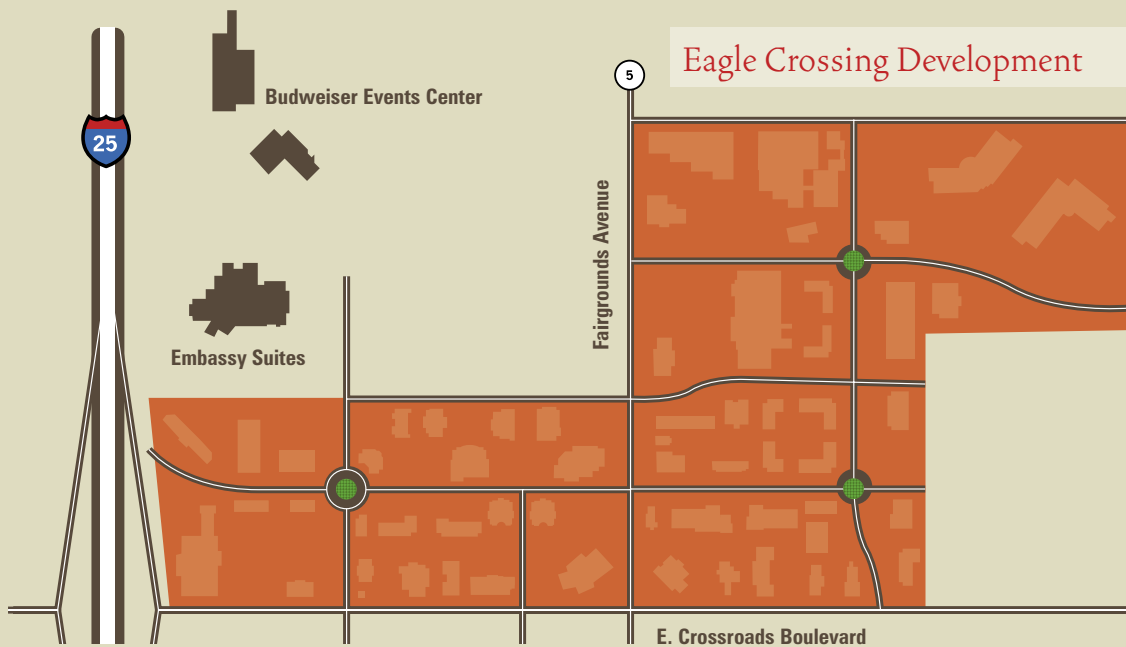 Eagle Crossing Development
5
Budweiser Events Center
25
Fairgrounds Avenue
Embassy Suites
E. Crossroads Boulevard